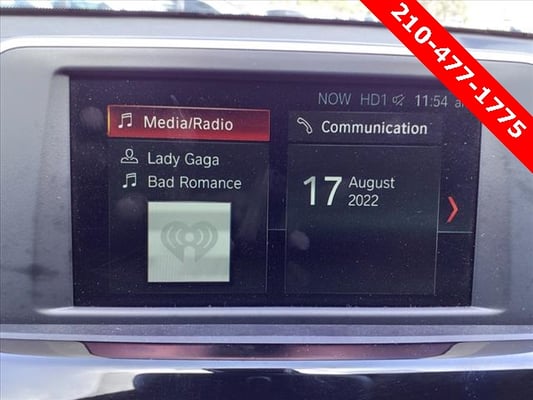 210-477-1775
NOW HD1 11:54 a
Media/Radio
Communication
Lady Gaga
Bad Romance
17 August
2022